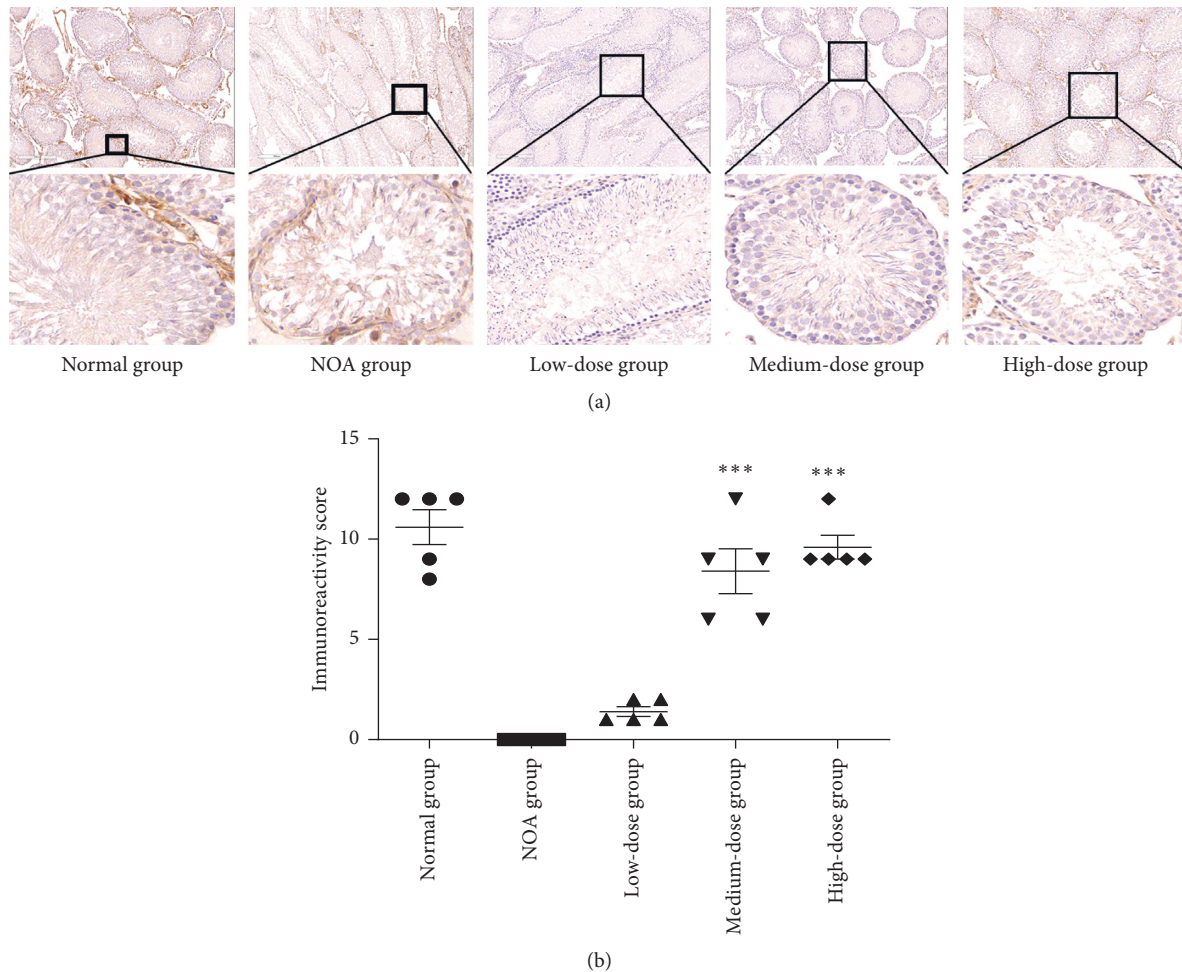 Normal group
NOA group
Low-dose group
Medium-dose group
High-dose group
(a)
15
10
5
0
Immunoreactivity score
***
***
Normal group
NOA group
Low-dose group
Medium-dose group
High-dose group
(b)